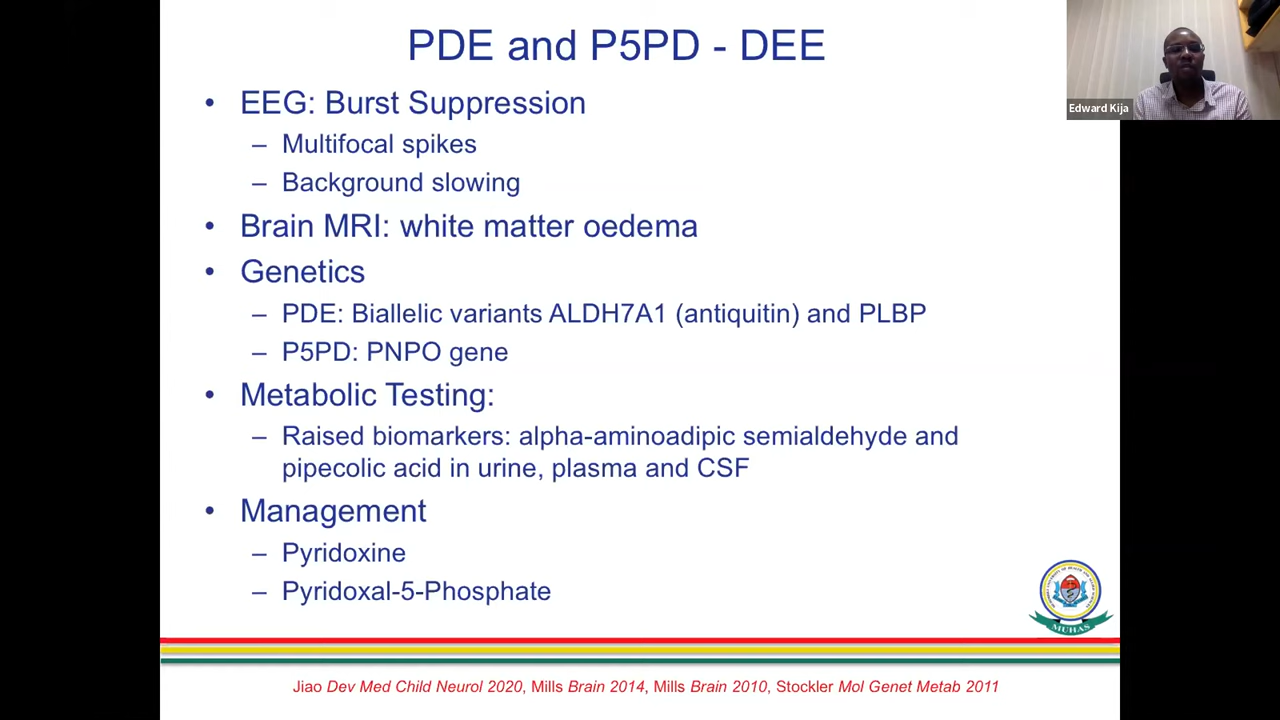 PDE and P5PD - DEE
Edward Kija
• EEG: Burst Suppression
– Multifocal spikes
– Background slowing
• Brain MRI: white matter oedema
• Genetics
– PDE: Biallelic variants ALDH7A1 (antiquitin) and PLBP
– P5PD: PNPO gene
• Metabolic Testing:
– Raised biomarkers: alpha-aminoadipic semialdehyde and
pipecolic acid in urine, plasma and CSF
• Management
– Pyridoxine
– Pyridoxal-5-Phosphate
MUHAS
Jiao Dev Med Child Neurol 2020, Mills Brain 2014, Mills Brain 2010, Stockler Mol Genet Metab 2011